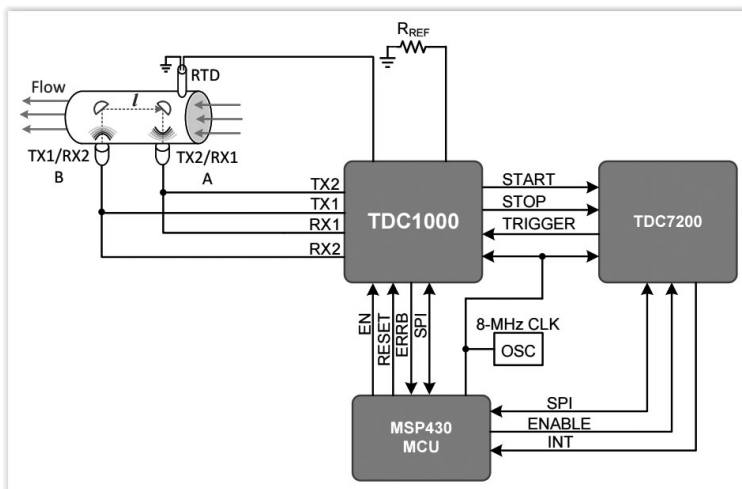 R_REF
RTD
Flow
l
TX1/RX2
B
TX2/RX1
A
TX2
TX1
RX1
RX2
TDC1000
START
STOP
TRIGGER
TDC7200
EN
RESET
ERRB
SPI
8-MHz CLK
OSC
MSP430
MCU
SPI
ENABLE
INT